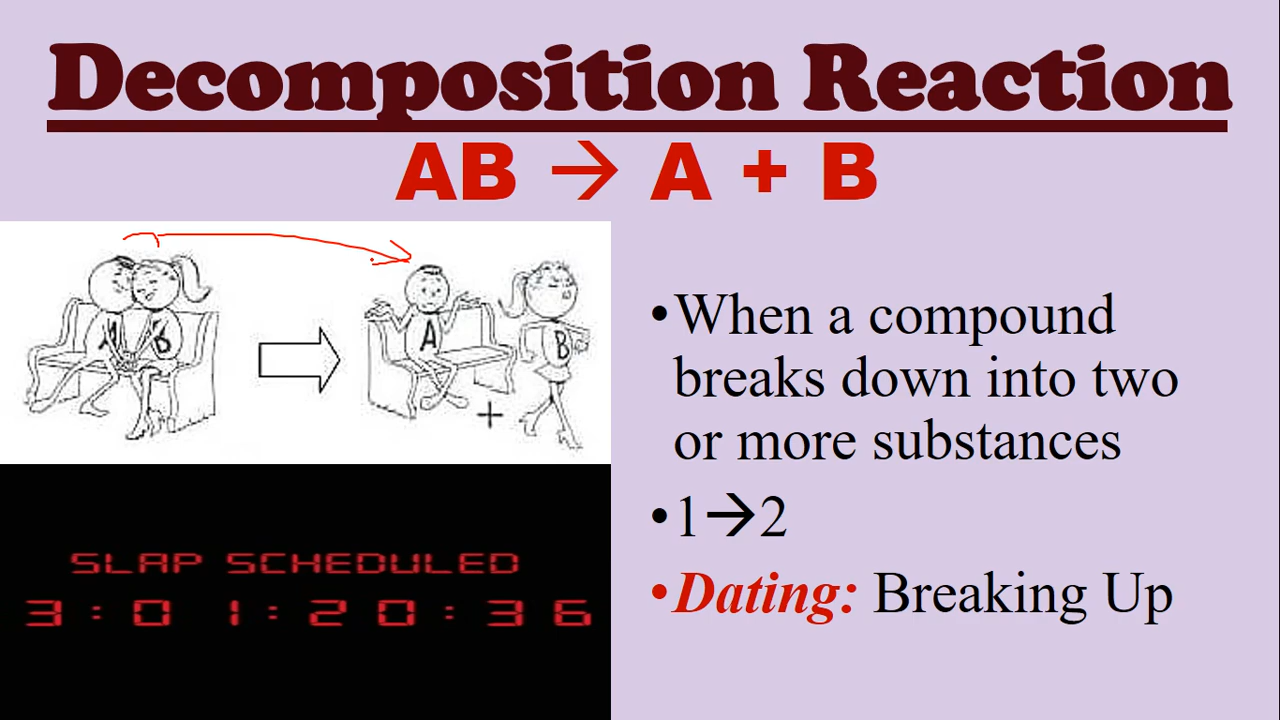 Decomposition Reaction
AB → A + B
A B
A
B
+
•When a compound
breaks down into two
or more substances
•1→2
•Dating: Breaking Up
SLAP SCHEDULED
3:01:20:36